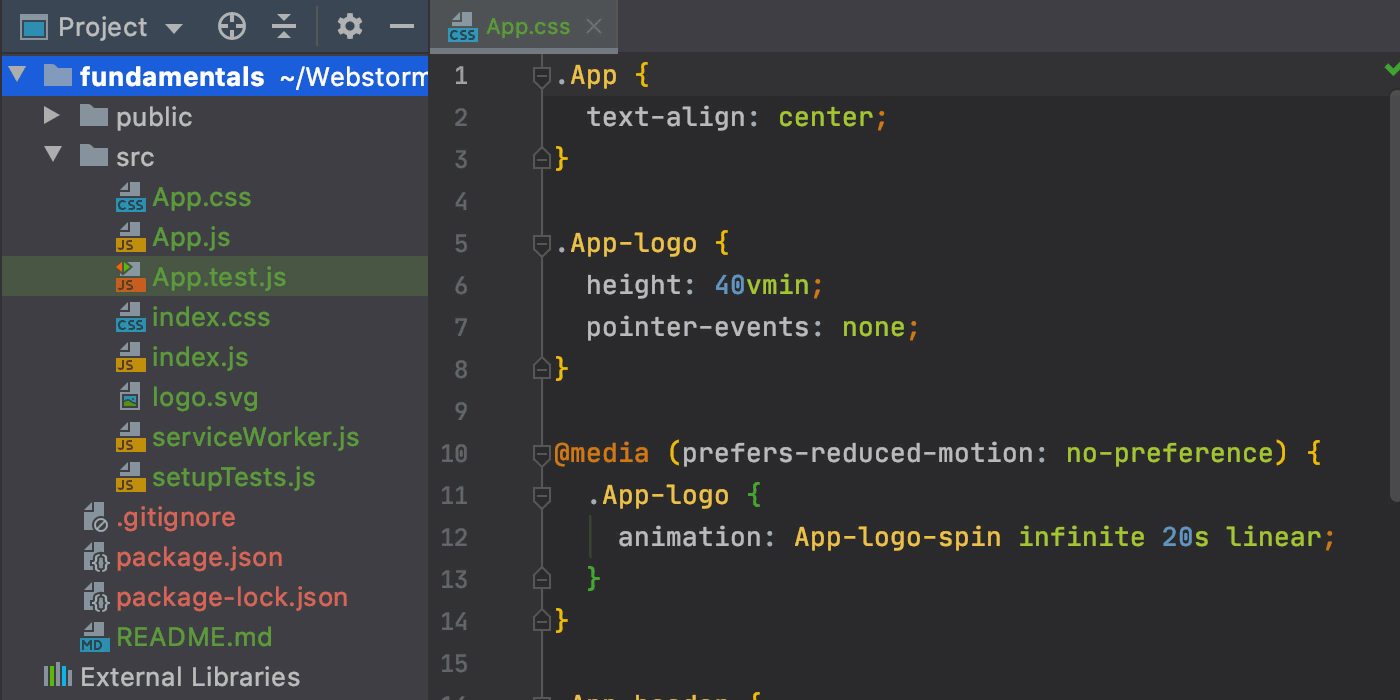 Project
App.css
fundamentals ~/Webstorm
public
src
App.css
App.js
App.test.js
index.css
index.js
logo.svg
serviceWorker.js
setupTests.js
.gitignore
package.json
package-lock.json
README.md
External Libraries
1 .App {
2 text-align: center;
3 }
4
5 .App-logo {
6 height: 40vmin;
7 pointer-events: none;
8 }
9
10 @media (prefers-reduced-motion: no-preference) {
11 .App-logo {
12 animation: App-logo-spin infinite 20s linear;
13 }
14 }
15
16 .App-header {